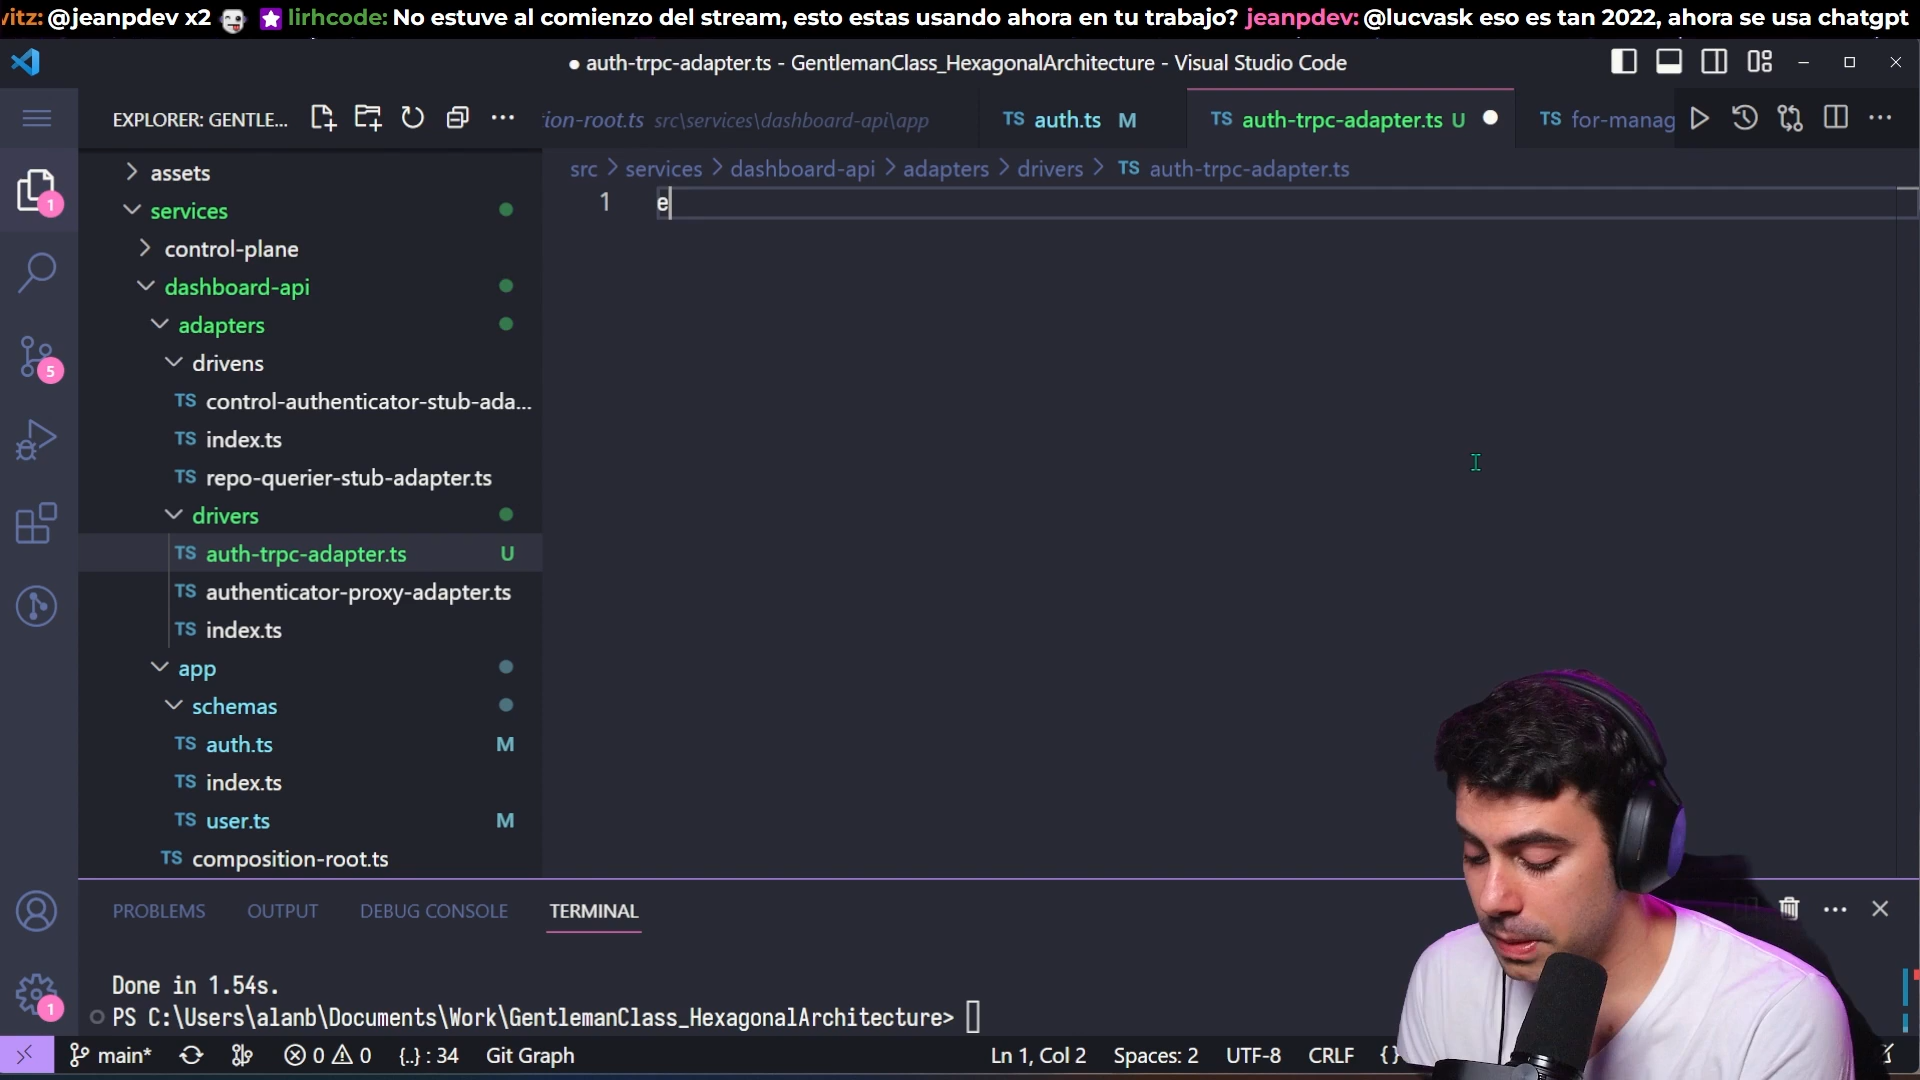 vitz: @jeanpdev x2 lirhcode: No estuve al comienzo del stream, esto estas usando ahora en tu trabajo? jeanpdev: @lucvask eso es tan 2022, ahora se usa chatgpt
● auth-trpc-adapter.ts - GentlemanClass_HexagonalArchitecture - Visual Studio Code
EXPLORER: GENTLE...
ion-root.ts src\services\dashboard-api\app
TS auth.ts M
TS auth-trpc-adapter.ts U
TS for-manag
src > services > dashboard-api > adapters > drivers > TS auth-trpc-adapter.ts
1 e
assets
services
control-plane
dashboard-api
adapters
drivens
TS control-authenticator-stub-ada...
TS index.ts
TS repo-querier-stub-adapter.ts
drivers
TS auth-trpc-adapter.ts U
TS authenticator-proxy-adapter.ts
TS index.ts
app
schemas
TS auth.ts M
TS index.ts
TS user.ts M
TS composition-root.ts
1
5
1
PROBLEMS OUTPUT DEBUG CONSOLE TERMINAL
Done in 1.54s.
PS C:\Users\alanb\Documents\Work\GentlemanClass_HexagonalArchitecture>
main* 0 0 {..} : 34 Git Graph Ln 1, Col 2 Spaces: 2 UTF-8 CRLF {}